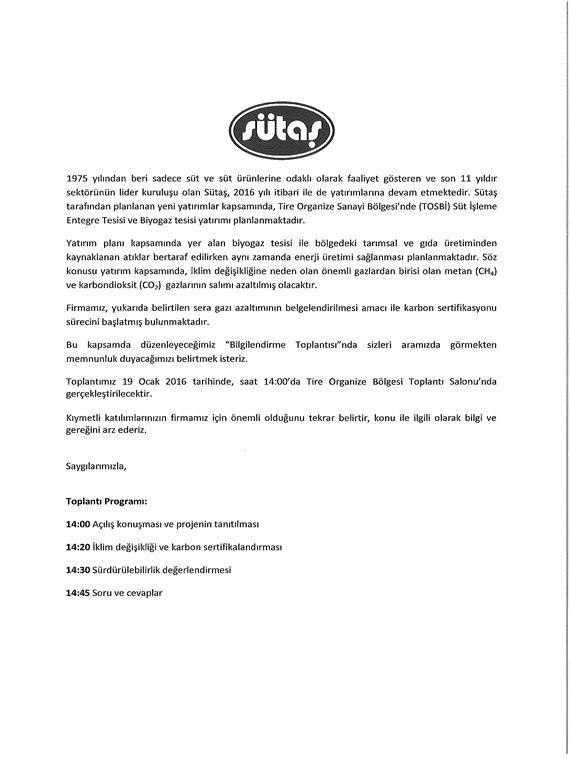 sütaş
1975 yılından beri sadece süt ve süt ürünlerine odaklı olarak faaliyet gösteren ve son 11 yıldır
sektörünün lider kuruluşu olan Sütaş, 2016 yılı itibari ile de yatırımlarına devam etmektedir. Sütaş
tarafından planlanan yeni yatırımlar kapsamında, Tire Organize Sanayi Bölgesi’nde (TOSBİ) Süt İşleme
Entegre Tesisi ve Biyogaz tesisi yatırımı planlanmaktadır.
Yatırım planı kapsamında yer alan biyogaz tesisi ile bölgedeki tarımsal ve gıda üretiminden
kaynaklanan atıklar bertaraf edilirken aynı zamanda enerji üretimi sağlanması planlanmaktadır. Söz
konusu yatırım kapsamında, iklim değişikliğine neden olan önemli gazlardan birisi olan metan (CH₄)
ve karbondioksit (CO₂) gazlarının salımı azaltılmış olacaktır.
Firmamız, yukarıda belirtilen sera gazı azaltımının belgelendirilmesi amacı ile karbon sertifikasyonu
sürecini başlatmış bulunmaktadır.
Bu kapsamda düzenleyeceğimiz “Bilgilendirme Toplantısı”nda sizleri aramızda görmekten
memnunluk duyacağımızı belirtmek isteriz.
Toplantımız 19 Ocak 2016 tarihinde, saat 14:00’da Tire Organize Bölgesi Toplantı Salonu’nda
gerçekleştirilecektir.
Kıymetli katılımlarınızın firmamız için önemli olduğunu tekrar belirtir, konu ile ilgili olarak bilgi ve
gereğini arz ederiz.
Saygılarımızla,
Toplantı Programı:
14:00 Açılış konuşması ve projenin tanıtılması
14:20 İklim değişikliği ve karbon sertifikalandırması
14:30 Sürdürülebilirlik değerlendirmesi
14:45 Soru ve cevaplar